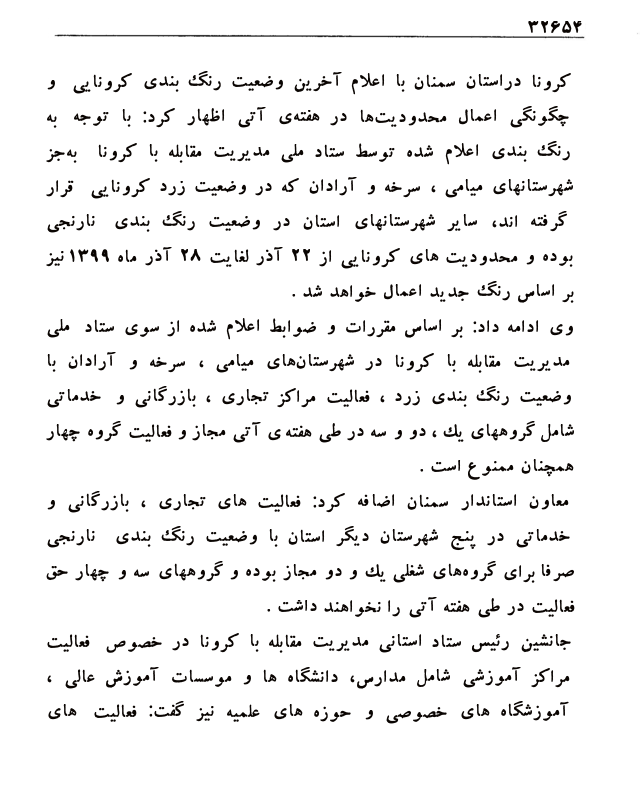 ۳۲۶۵۴
کرونا دراستان سمنان با اعلام آخرین وضعیت رنگ بندی کرونایی و
چگونگی اعمال محدودیت‌ها در هفته‌ی آتی اظهار کرد: با توجه به
رنگ بندی اعلام شده توسط ستاد ملی مدیریت مقابله با کرونا به‌جز
شهرستانهای میامی ، سرخه و آرادان که در وضعیت زرد کرونایی قرار
گرفته اند، سایر شهرستانهای استان در وضعیت رنگ بندی نارنجی
بوده و محدودیت های کرونایی از ۲۲ آذر لغایت ۲۸ آذر ماه ۱۳۹۹ نیز
بر اساس رنگ جدید اعمال خواهد شد .
وی ادامه داد: بر اساس مقررات و ضوابط اعلام شده از سوی ستاد ملی
مدیریت مقابله با کرونا در شهرستان‌های میامی ، سرخه و آرادان با
وضعیت رنگ بندی زرد ، فعالیت مراکز تجاری ، بازرگانی و خدماتی
شامل گروههای یك ، دو و سه در طی هفته‌ی آتی مجاز و فعالیت گروه چهار
همچنان ممنوع است .
معاون استاندار سمنان اضافه کرد: فعالیت های تجاری ، بازرگانی و
خدماتی در پنج شهرستان دیگر استان با وضعیت رنگ بندی نارنجی
صرفا برای گروه‌های شغلی یك و دو مجاز بوده و گروههای سه و چهار حق
فعالیت در طی هفته آتی را نخواهند داشت .
جانشین رئیس ستاد استانی مدیریت مقابله با کرونا در خصوص فعالیت
مراکز آموزشی شامل مدارس، دانشگاه ها و موسسات آموزش عالی ،
آموزشگاه های خصوصی و حوزه های علمیه نیز گفت: فعالیت های